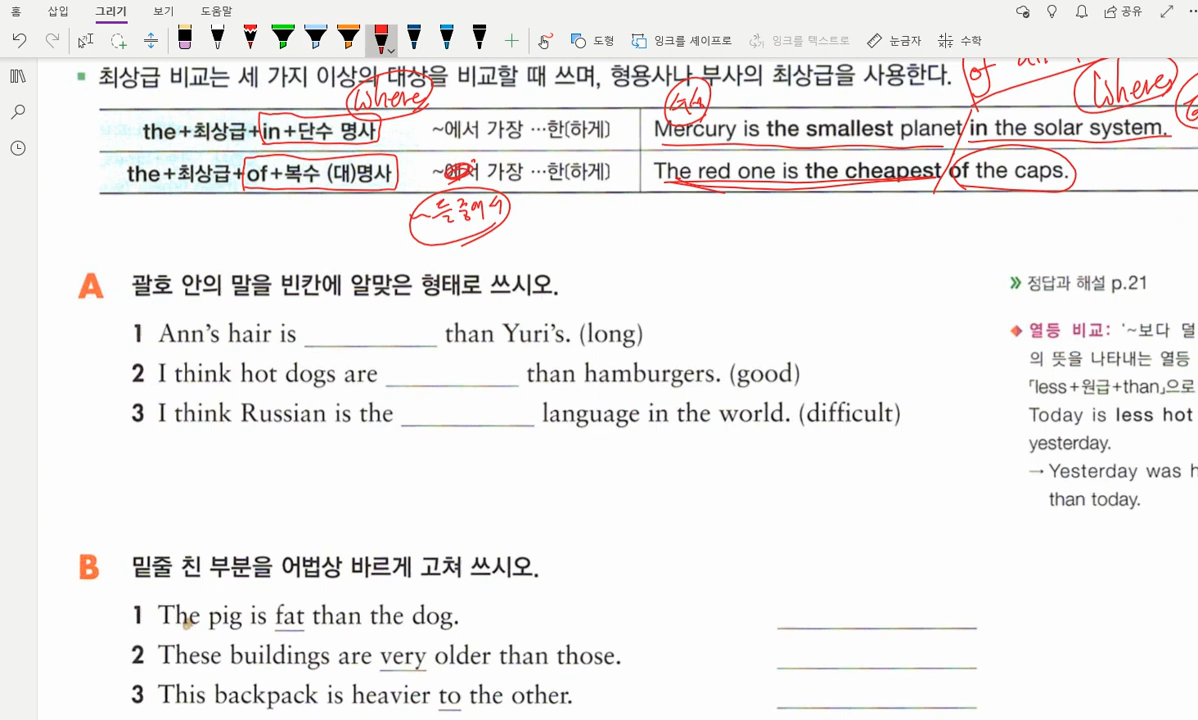 홈 삽입 그리기 보기 도움말 공유
도형 잉크를 셰이프로 잉크를 텍스트로 눈금자 수학
▪ 최상급 비교는 세 가지 이상의 대상을 비교할 때 쓰며, 형용사나 부사의 최상급을 사용한다.
of all
where
where
the+최상급+in+단수 명사 ~에서 가장 …한〔하게〕 Mercury is the smallest planet in the solar system.
the+최상급+of+복수 (대)명사 ~에서 가장 …한〔하게〕 The red one is the cheapest of the caps.
~들 중에서
A 괄호 안의 말을 빈칸에 알맞은 형태로 쓰시오.
» 정답과 해설 p.21
1 Ann's hair is __________ than Yuri's. (long)
2 I think hot dogs are __________ than hamburgers. (good)
3 I think Russian is the __________ language in the world. (difficult)
◆ 열등 비교: '~보다 덜
의 뜻을 나타내는 열등
「less+원급+than」으로
Today is less hot
yesterday.
→ Yesterday was h
than today.
B 밑줄 친 부분을 어법상 바르게 고쳐 쓰시오.
1 The pig is fat than the dog. __________
2 These buildings are very older than those. __________
3 This backpack is heavier to the other. __________